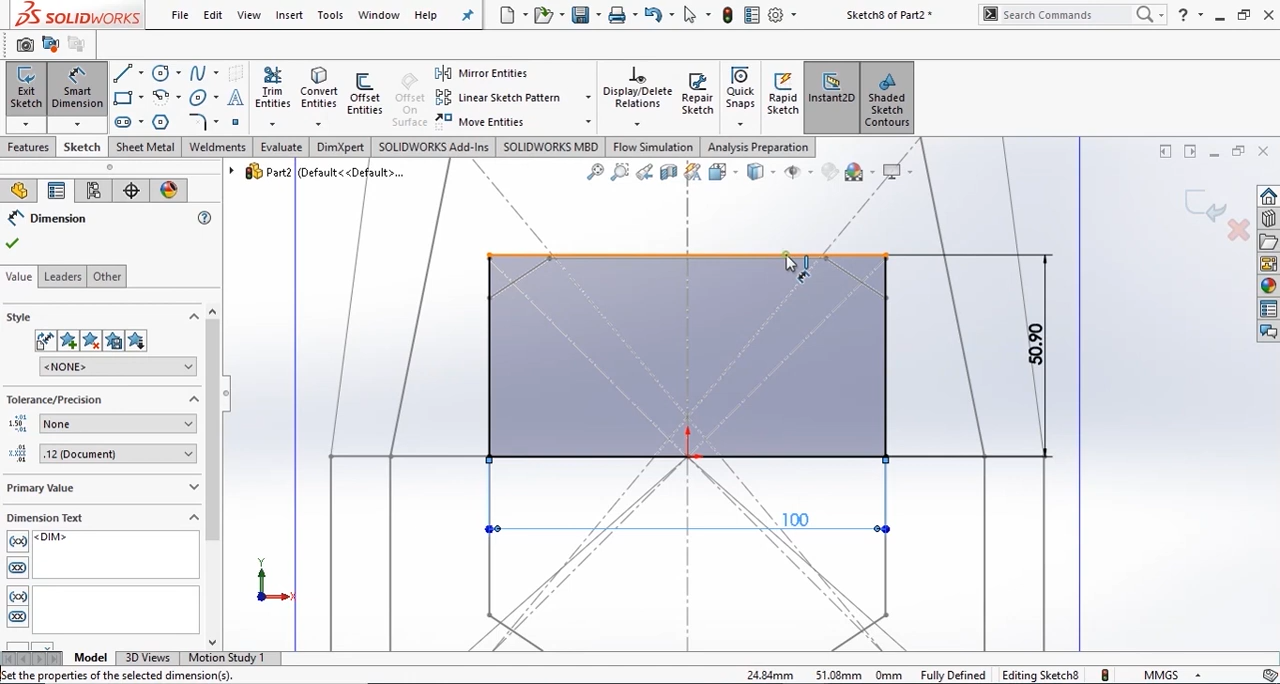 SOLIDWORKS
File Edit View Insert Tools Window Help
Sketch8 of Part2 *
Search Commands
Exit Sketch
Smart Dimension
Trim Entities
Convert Entities
Offset Entities
Offset On Surface
Mirror Entities
Linear Sketch Pattern
Move Entities
Display/Delete Relations
Repair Sketch
Quick Snaps
Rapid Sketch
Instant2D
Shaded Sketch Contours
Features Sketch Sheet Metal Weldments Evaluate DimXpert SOLIDWORKS Add-Ins SOLIDWORKS MBD Flow Simulation Analysis Preparation
Part2 (Default<<Default>...
Dimension
Value Leaders Other
Style
<NONE>
Tolerance/Precision
None
.12 (Document)
Primary Value
Dimension Text
<DIM>
50.90
100
Y
X
Model 3D Views Motion Study 1
Set the properties of the selected dimension(s).
24.84mm 51.08mm 0mm Fully Defined Editing Sketch8 MMGS